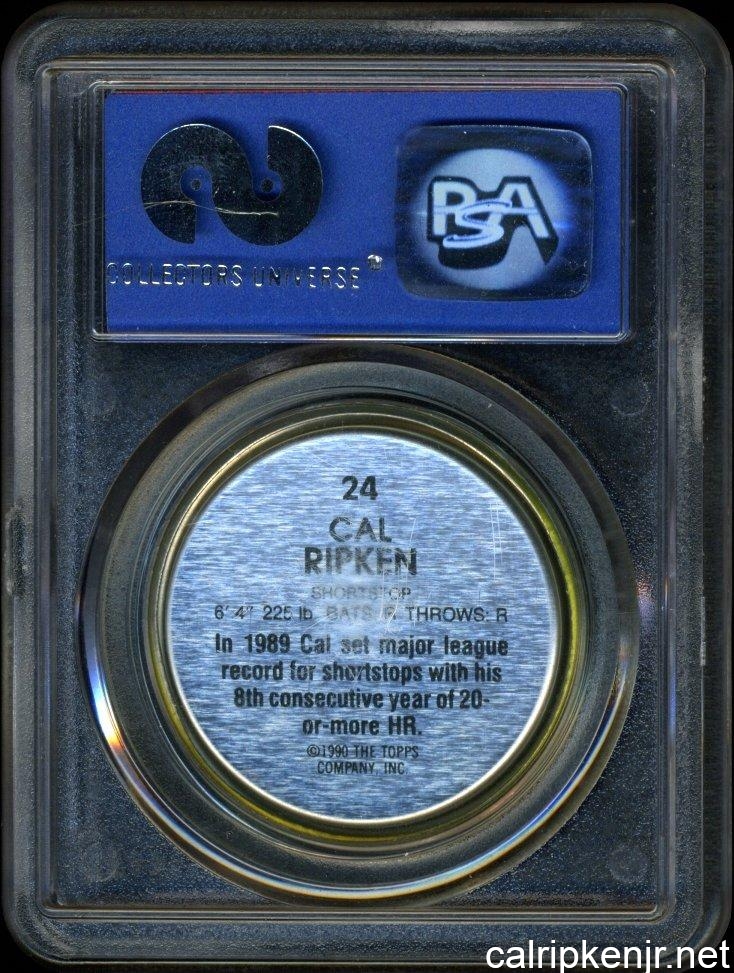 COLLECTORS UNIVERSE
PSA
24
CAL
RIPKEN
SHORTSTOP
6' 4" 225 lb BATS: R THROWS: R
In 1989 Cal set major league
record for shortstops with his
8th consecutive year of 20-
or-more HR.
©1990 THE TOPPS
COMPANY, INC.
calripkenjr.net